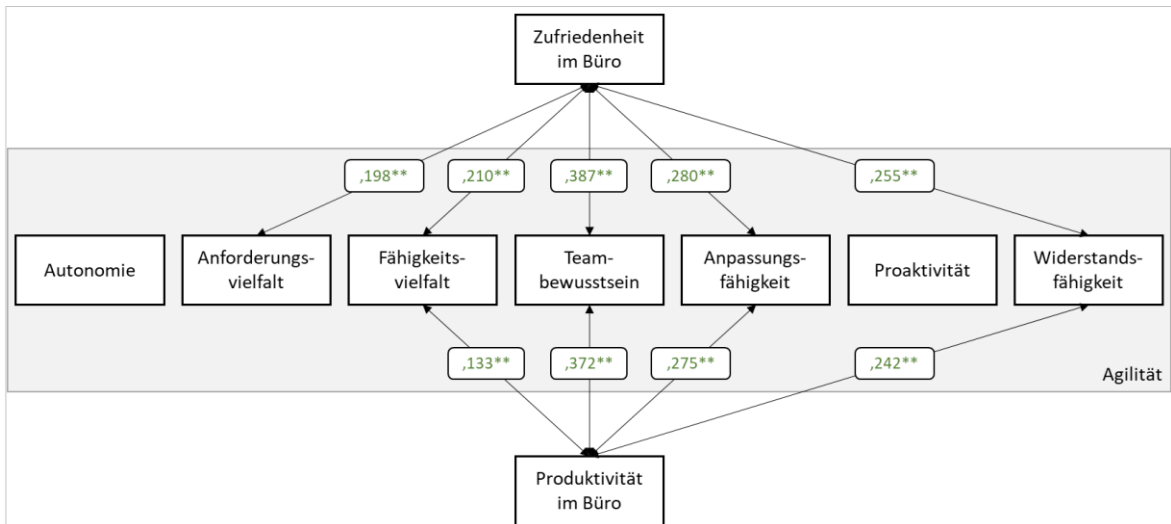 Zufriedenheit
im Büro
,198**
,210**
,387**
,280**
,255**
Autonomie
Anforderungs-
vielfalt
Fähigkeits-
vielfalt
Team-
bewusstsein
Anpassungs-
fähigkeit
Proaktivität
Widerstands-
fähigkeit
,133**
,372**
,275**
,242**
Agilität
Produktivität
im Büro